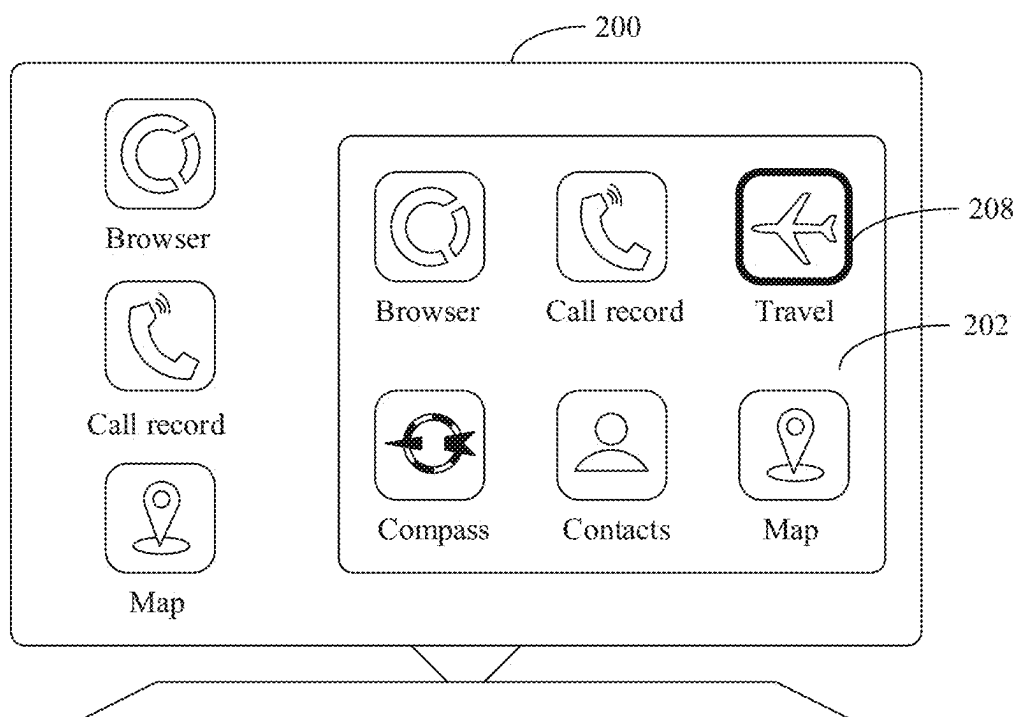 200
Browser
Call record
Map
Browser Call record Travel
208
202
Compass Contacts Map